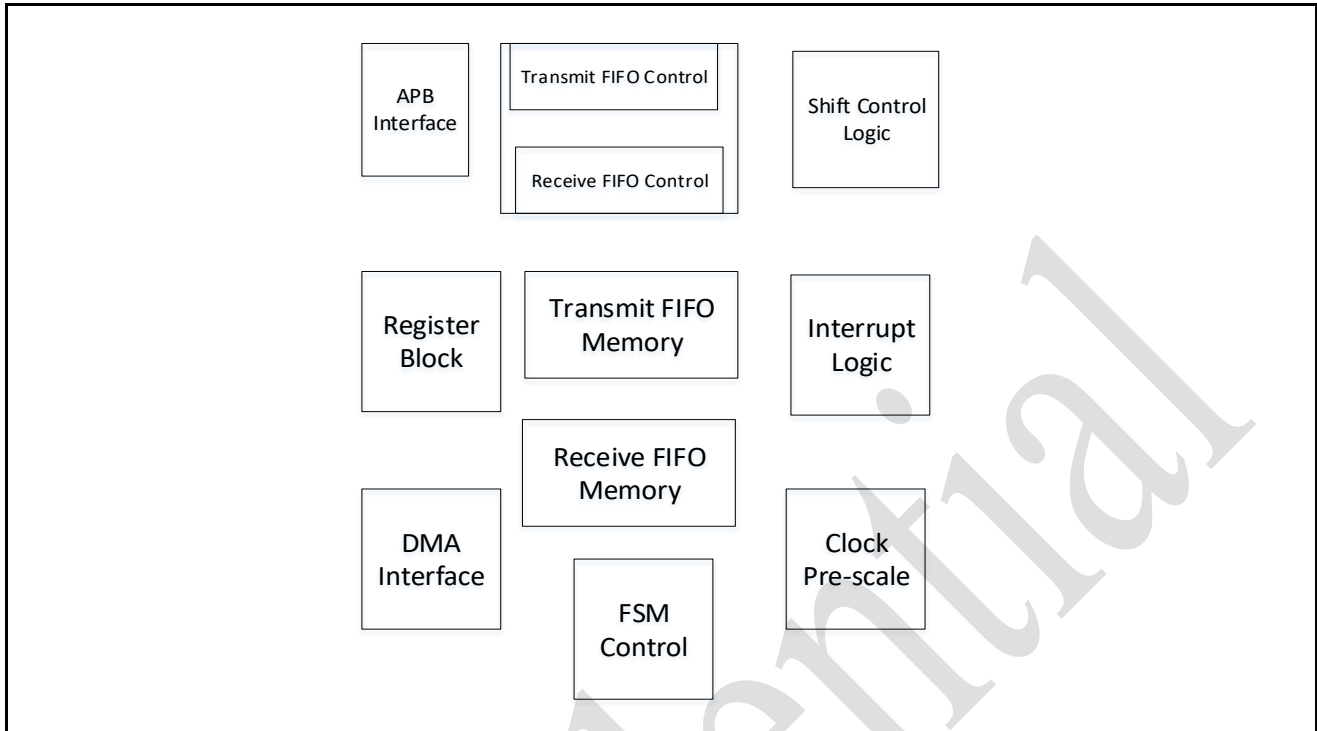 APB
Interface
Transmit FIFO Control
Receive FIFO Control
Shift Control
Logic
Register
Block
Transmit FIFO
Memory
Interrupt
Logic
Receive FIFO
Memory
DMA
Interface
Clock
Pre-scale
FSM
Control